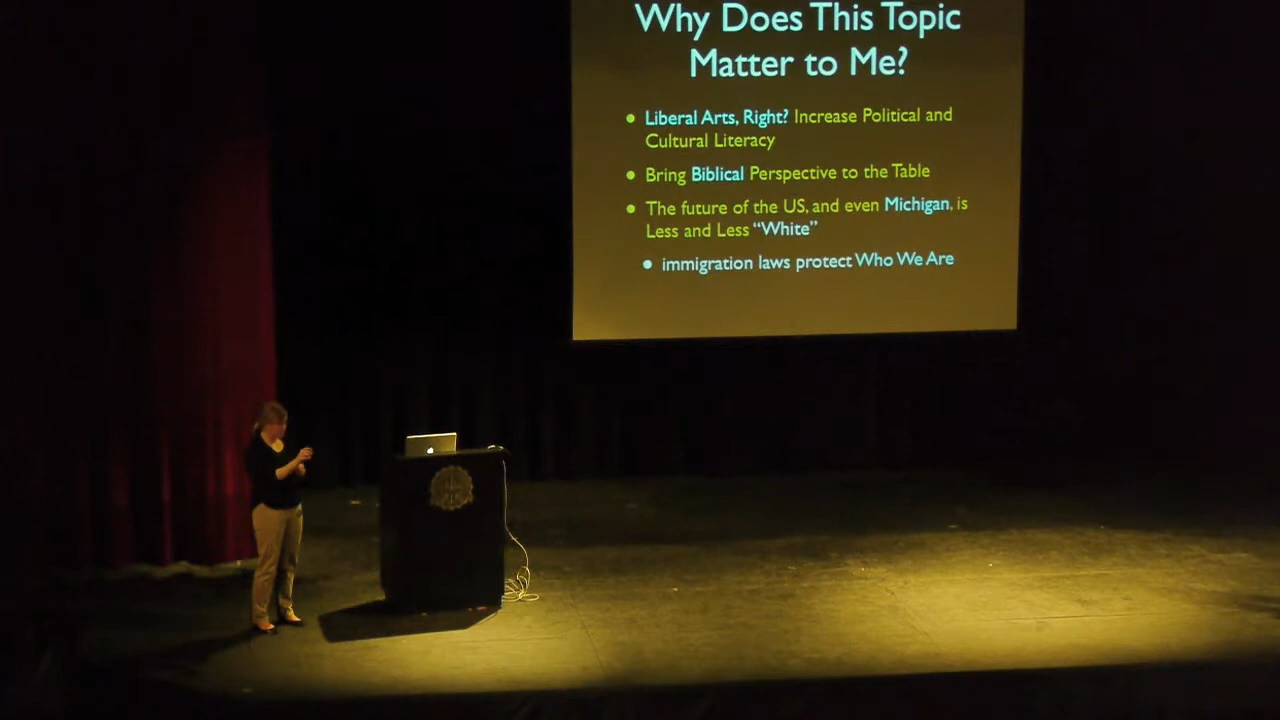 Why Does This Topic
Matter to Me?
Liberal Arts, Right? Increase Political and
Cultural Literacy
Bring Biblical Perspective to the Table
The future of the US, and even Michigan, is
Less and Less “White”
immigration laws protect Who We Are